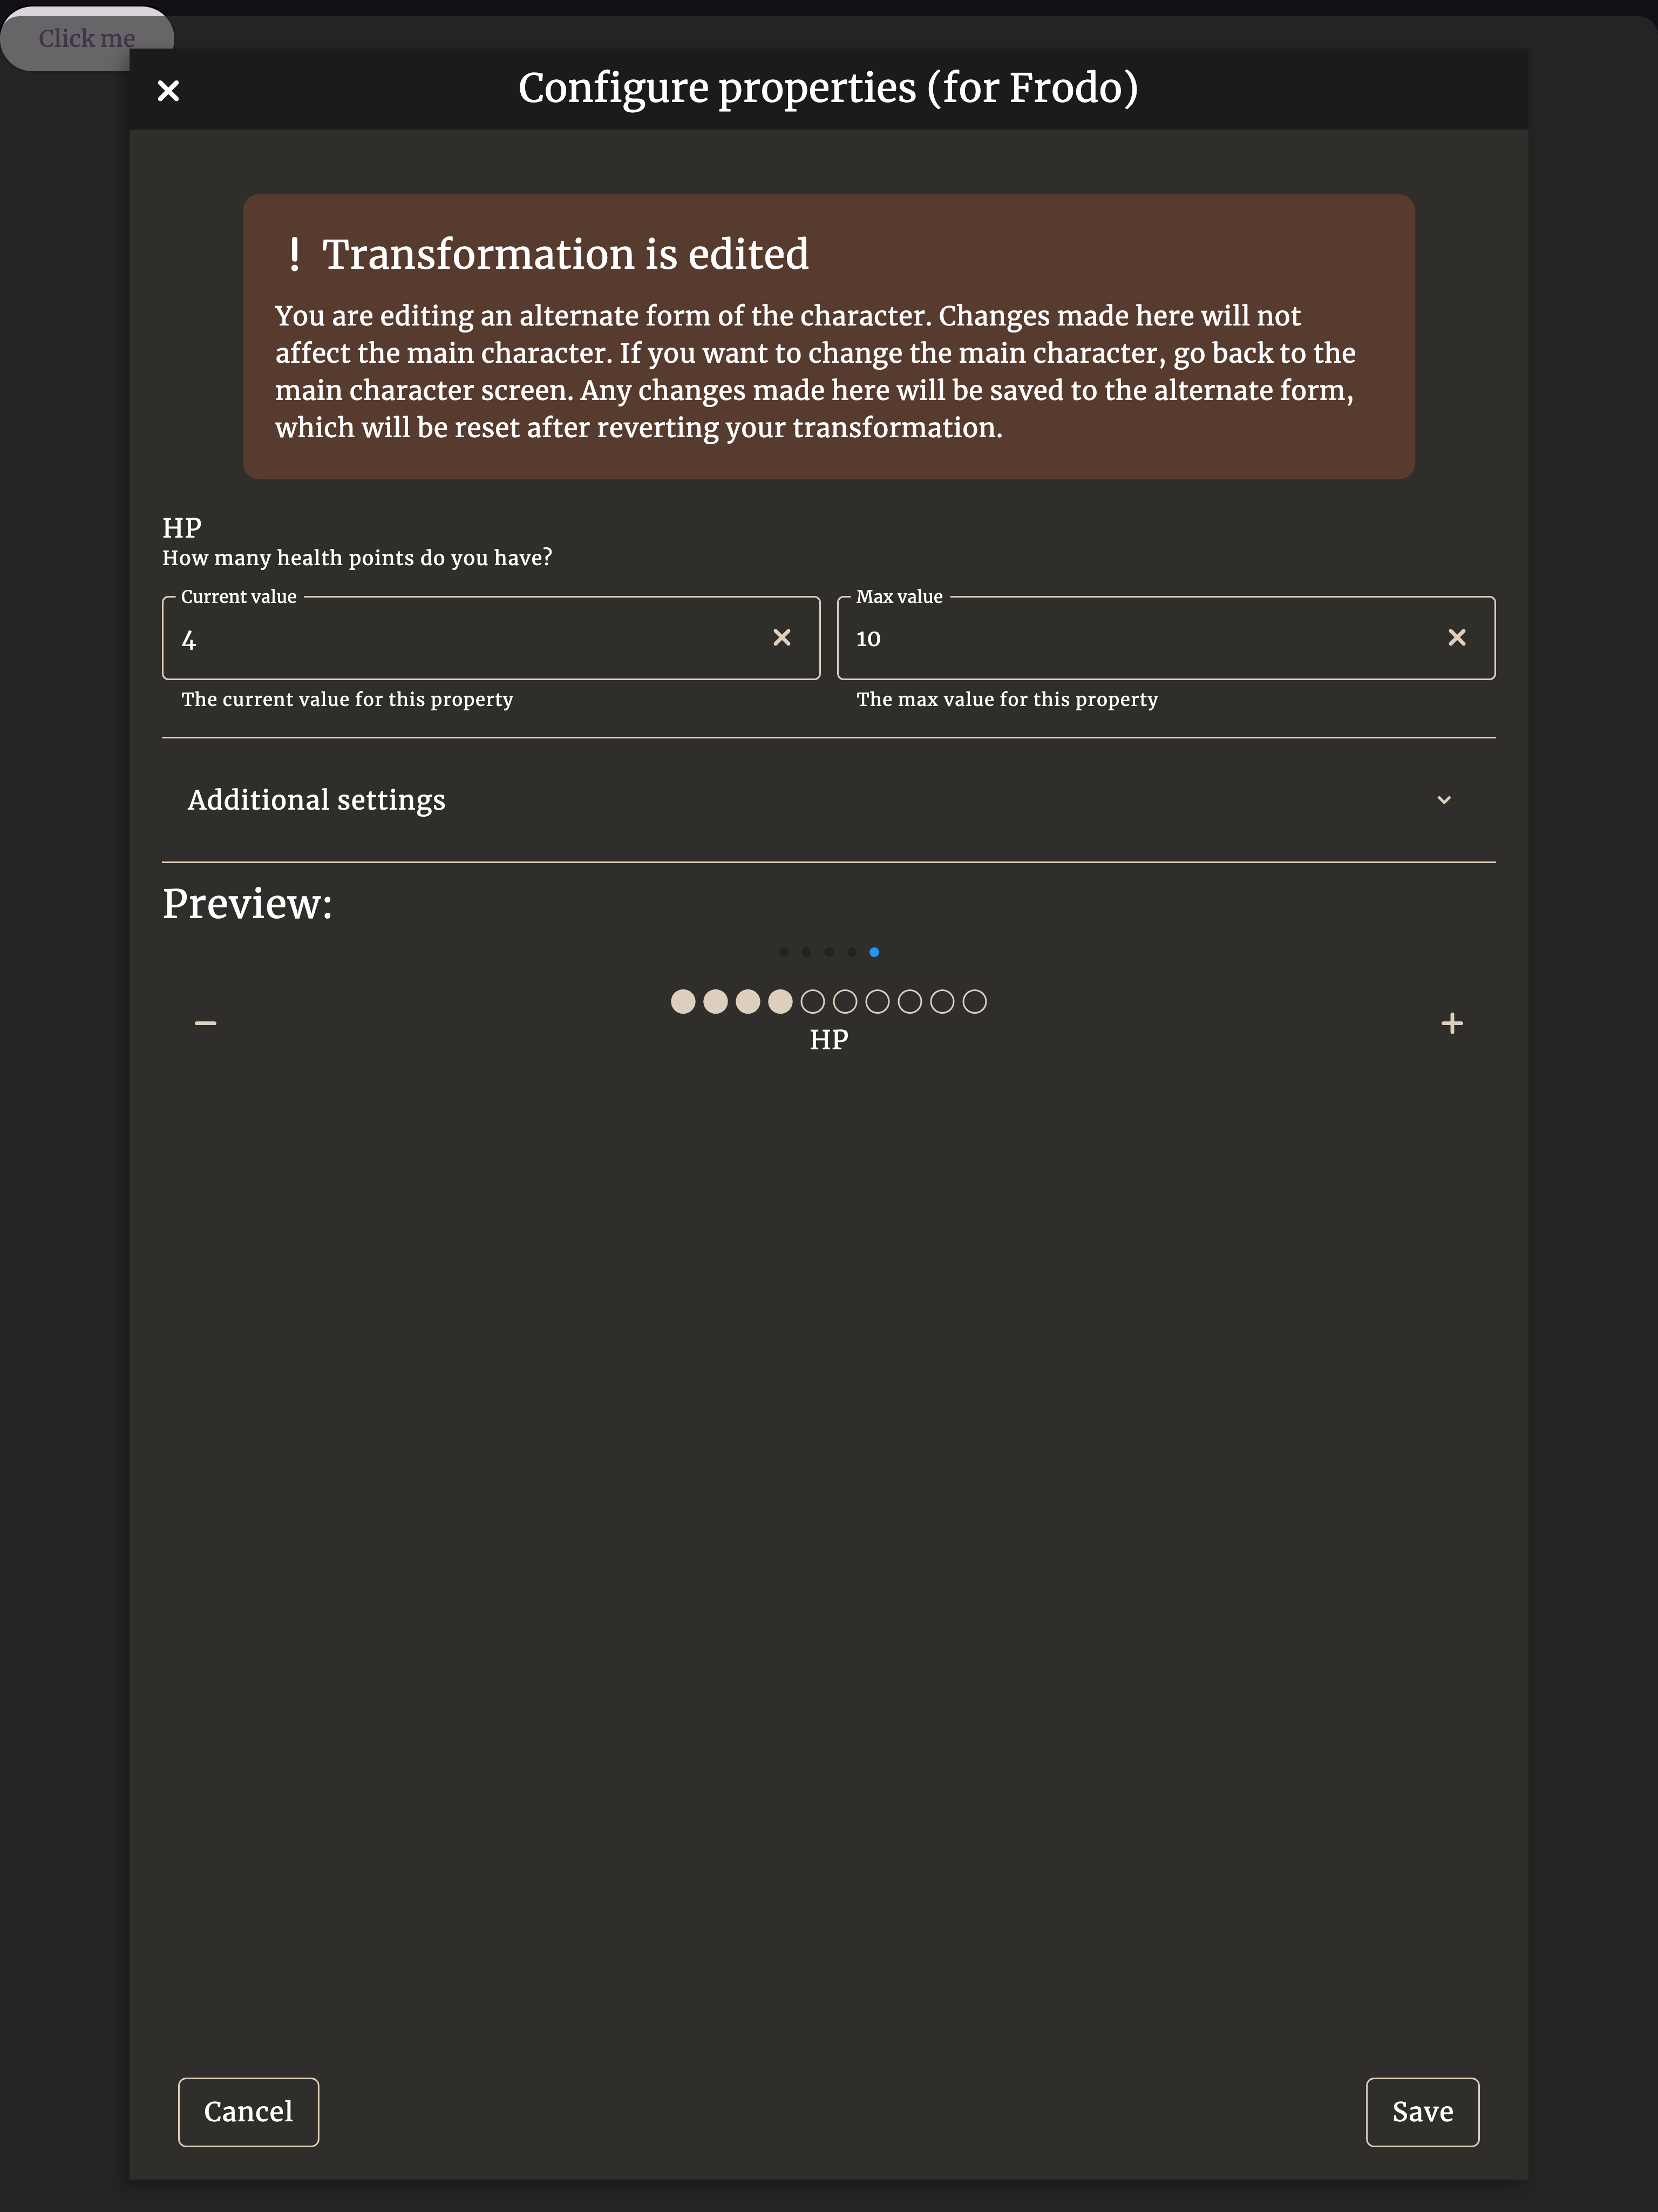 Click me
Configure properties (for Frodo)
! Transformation is edited
You are editing an alternate form of the character. Changes made here will not
affect the main character. If you want to change the main character, go back to the
main character screen. Any changes made here will be saved to the alternate form,
which will be reset after reverting your transformation.
HP
How many health points do you have?
Current value
4
The current value for this property
Max value
10
The max value for this property
Additional settings
Preview:
HP
Cancel
Save